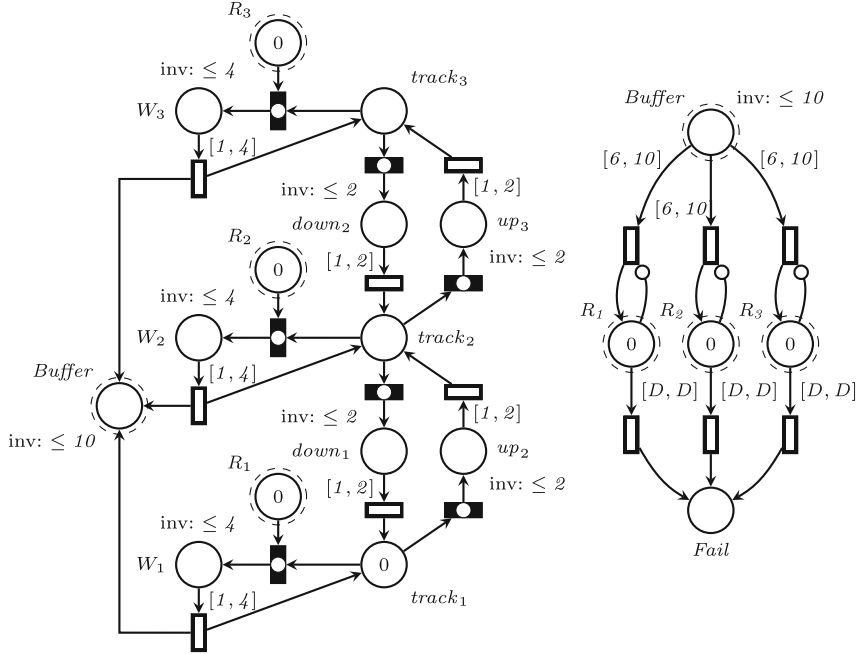 R3
0
inv: ≤ 4
track3
W3
[1, 4]
inv: ≤ 2
[1, 2]
R2
down2
up3
0
[1, 2]
inv: ≤ 2
inv: ≤ 4
W2
track2
Buffer
[1, 4]
inv: ≤ 2
[1, 2]
inv: ≤ 10
R1
down1
up2
0
[1, 2]
inv: ≤ 2
inv: ≤ 4
W1
0
[1, 4]
track1
Buffer
inv: ≤ 10
[6, 10]
[6, 10]
[6, 10]
R1
R2
R3
0
0
0
[D, D]
[D, D]
[D, D]
Fail